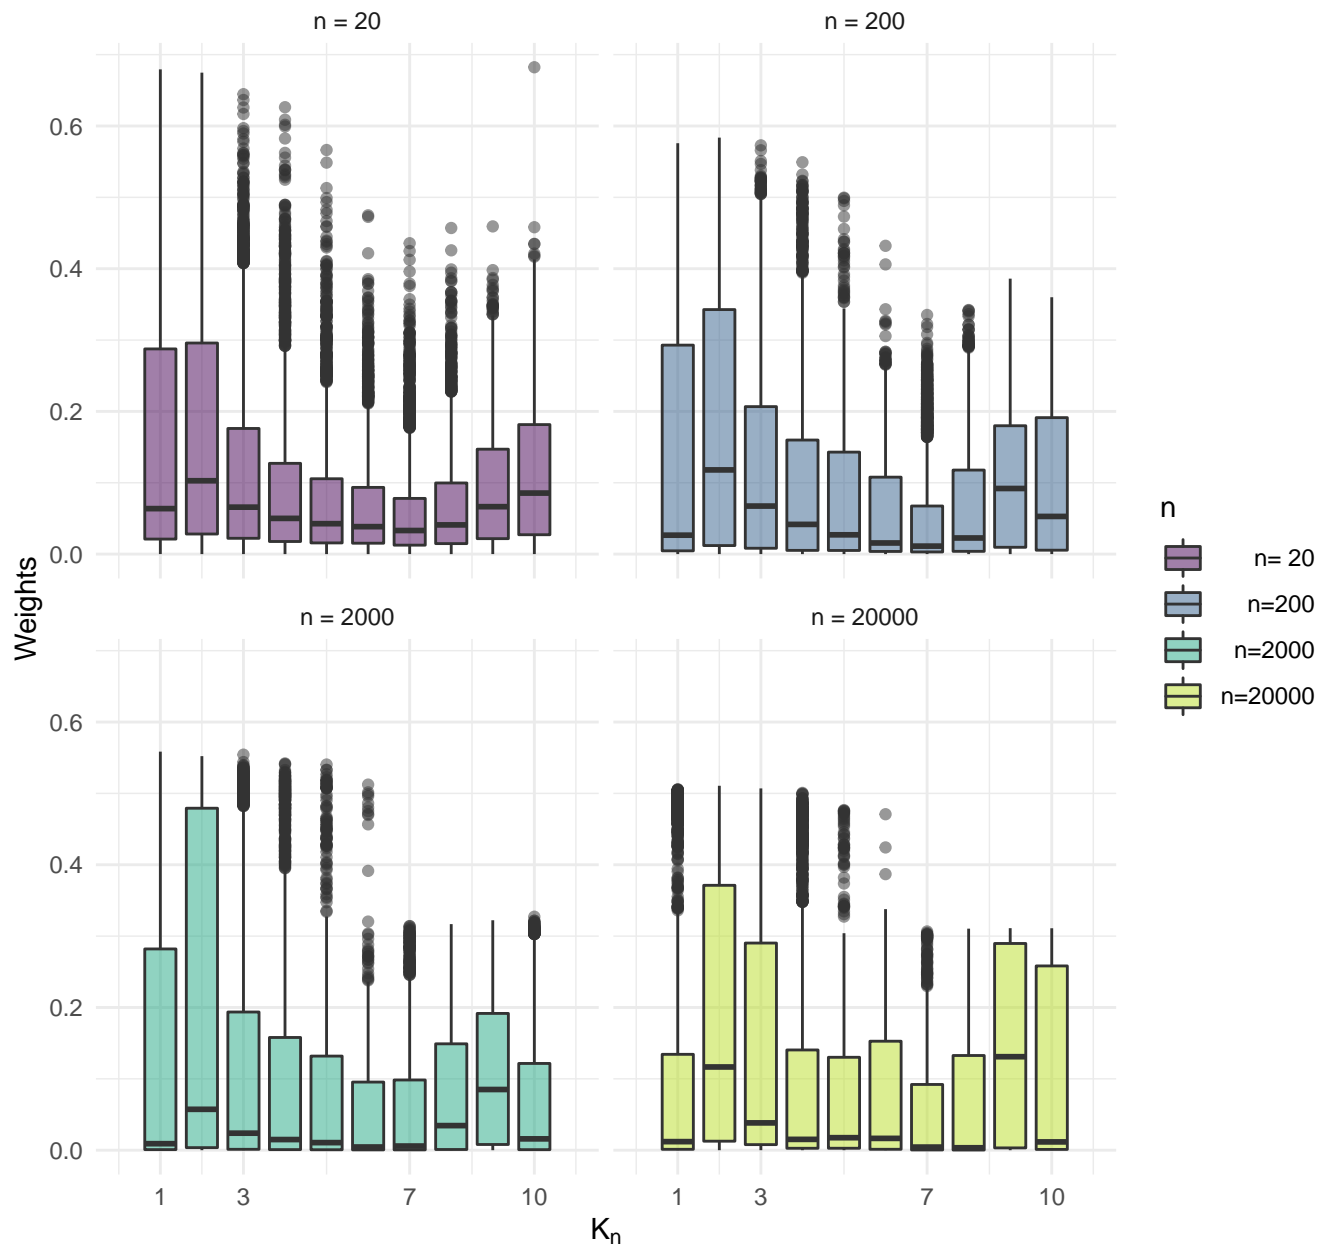 n = 20
n = 200
0.6
0.4
0.2
0.0
n = 2000
n = 20000
0.6
0.4
0.2
0.0
1 3 7 10
1 3 7 10
Weights
Kₙ
n
n= 20
n=200
n=2000
n=20000